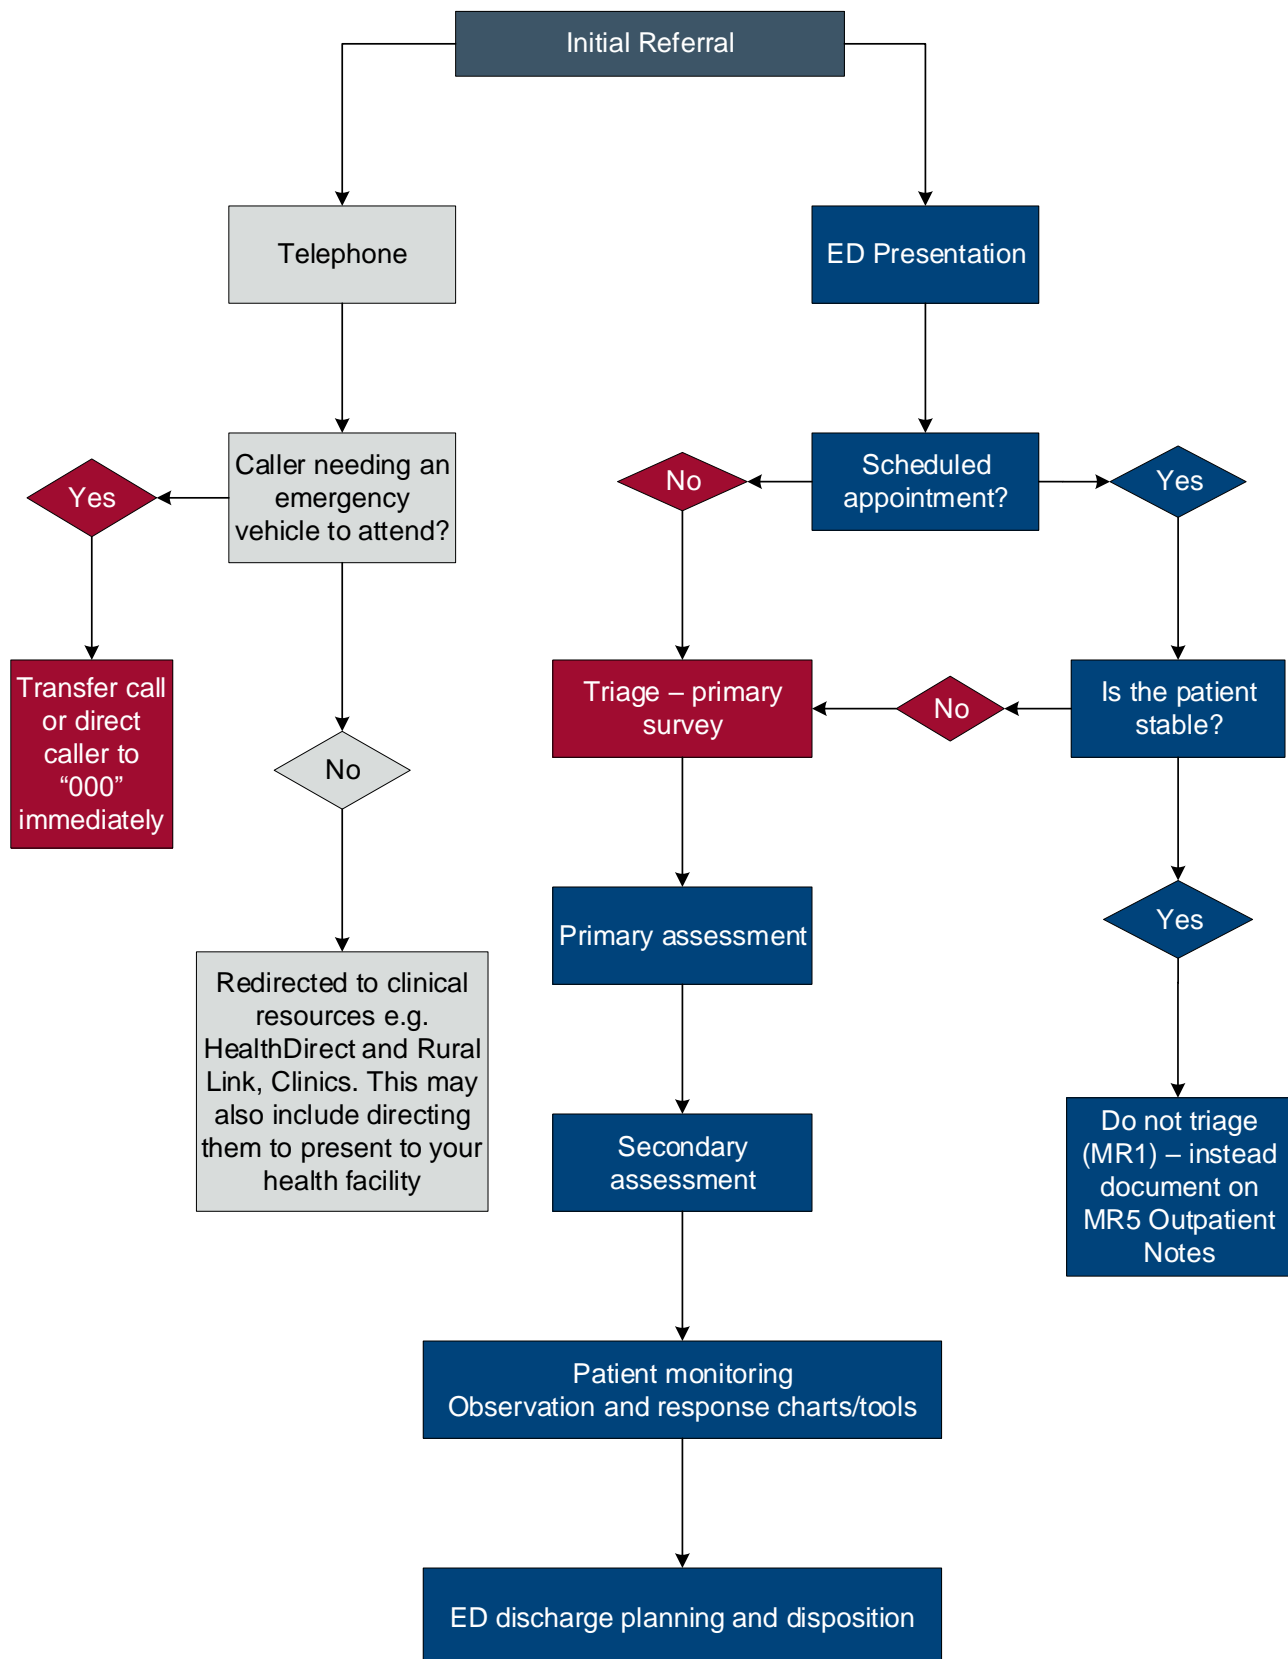 Initial Referral
Telephone
ED Presentation
Caller needing an
emergency
vehicle to attend?
Yes
No
Scheduled
appointment?
Yes
Transfer call
or direct
caller to
“000”
immediately
No
Triage – primary
survey
No
Is the patient
stable?
Primary assessment
Yes
Redirected to clinical
resources e.g.
HealthDirect and Rural
Link, Clinics. This may
also include directing
them to present to your
health facility
Secondary
assessment
Do not triage
(MR1) – instead
document on
MR5 Outpatient
Notes
Patient monitoring
Observation and response charts/tools
ED discharge planning and disposition